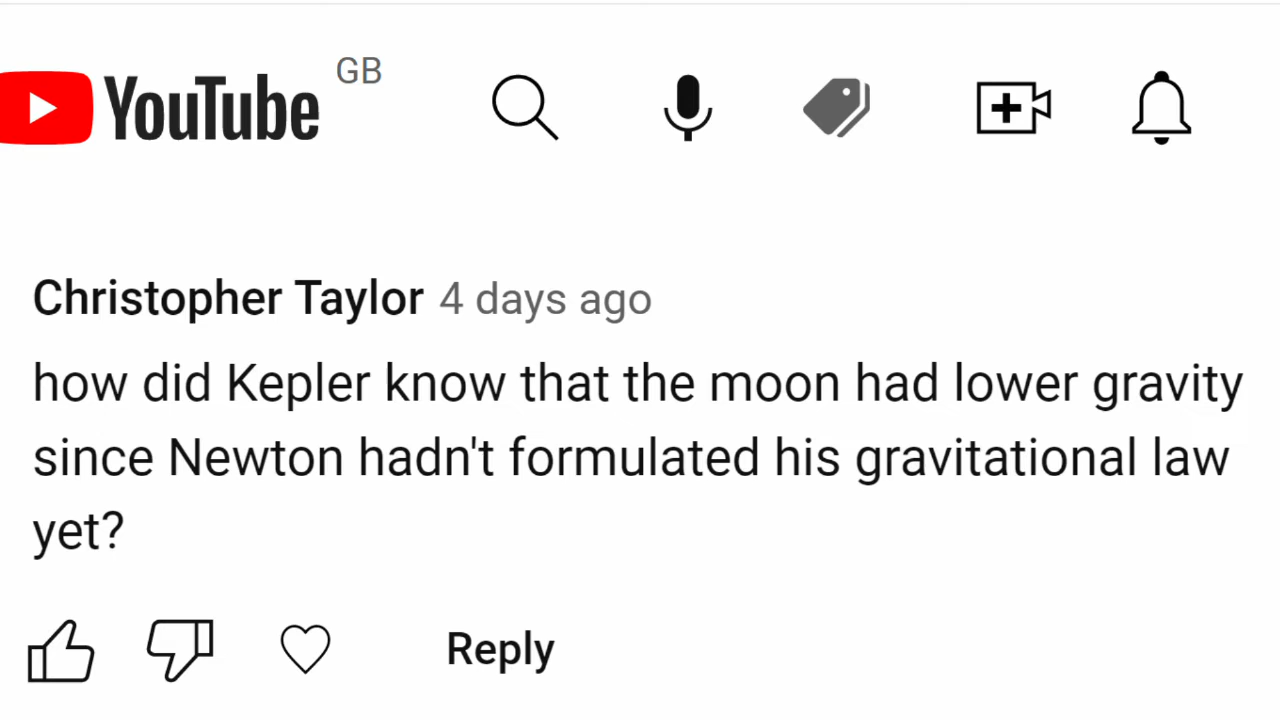 YouTube GB
Christopher Taylor 4 days ago
how did Kepler know that the moon had lower gravity
since Newton hadn't formulated his gravitational law
yet?
Reply